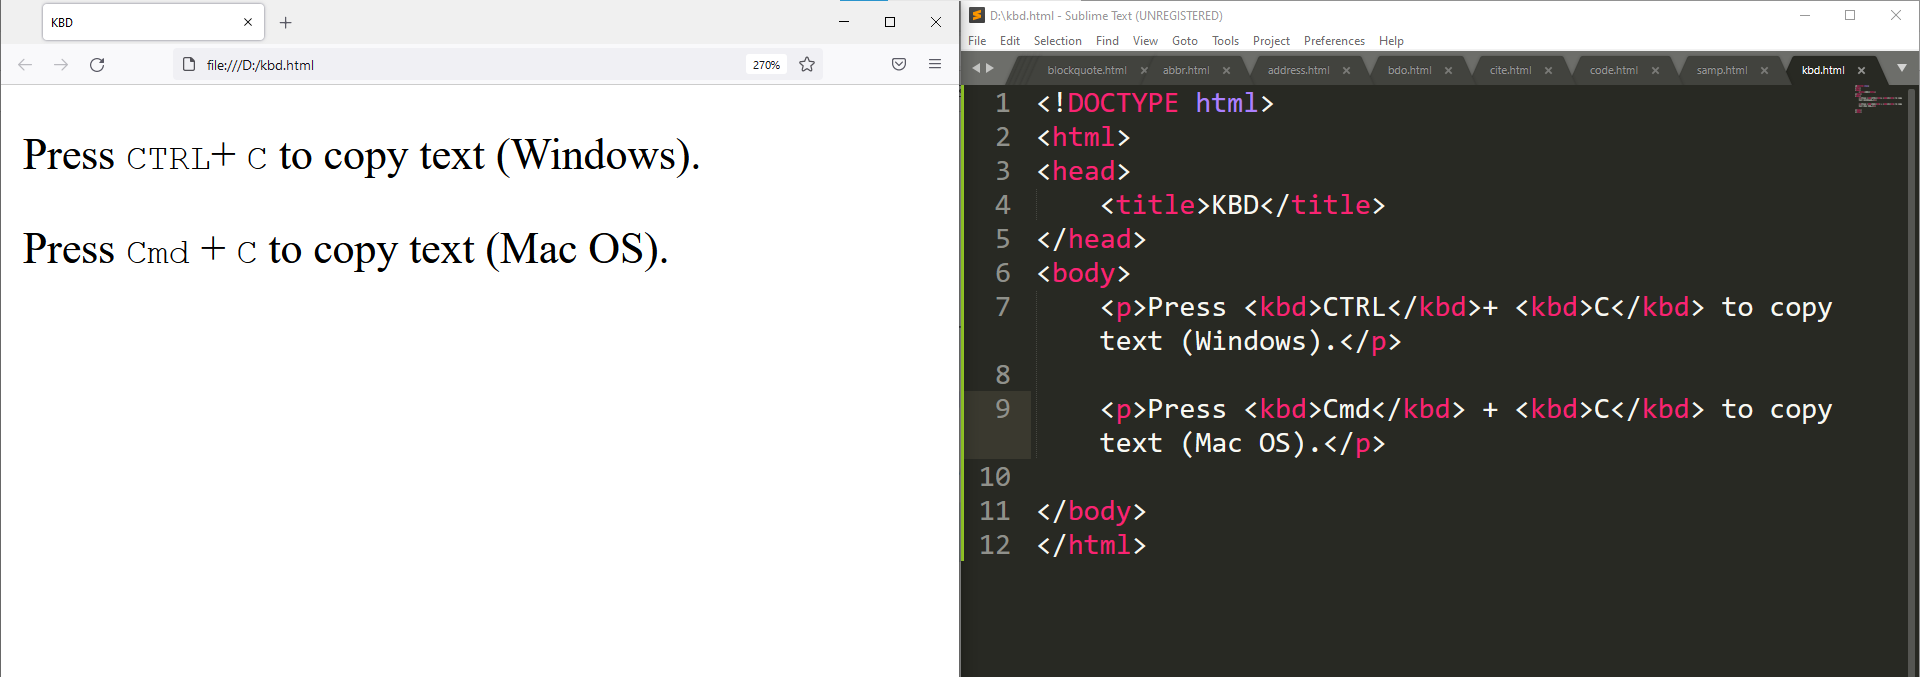 KBD
file:///D:/kbd.html
270%
Press CTRL+ C to copy text (Windows).
Press Cmd + C to copy text (Mac OS).
D:\kbd.html - Sublime Text (UNREGISTERED)
File Edit Selection Find View Goto Tools Project Preferences Help
blockquote.html abbr.html address.html bdo.html cite.html code.html samp.html kbd.html
1 <!DOCTYPE html>
2 <html>
3 <head>
4 <title>KBD</title>
5 </head>
6 <body>
7 <p>Press <kbd>CTRL</kbd>+ <kbd>C</kbd> to copy
text (Windows).</p>
8
9 <p>Press <kbd>Cmd</kbd> + <kbd>C</kbd> to copy
text (Mac OS).</p>
10
11 </body>
12 </html>